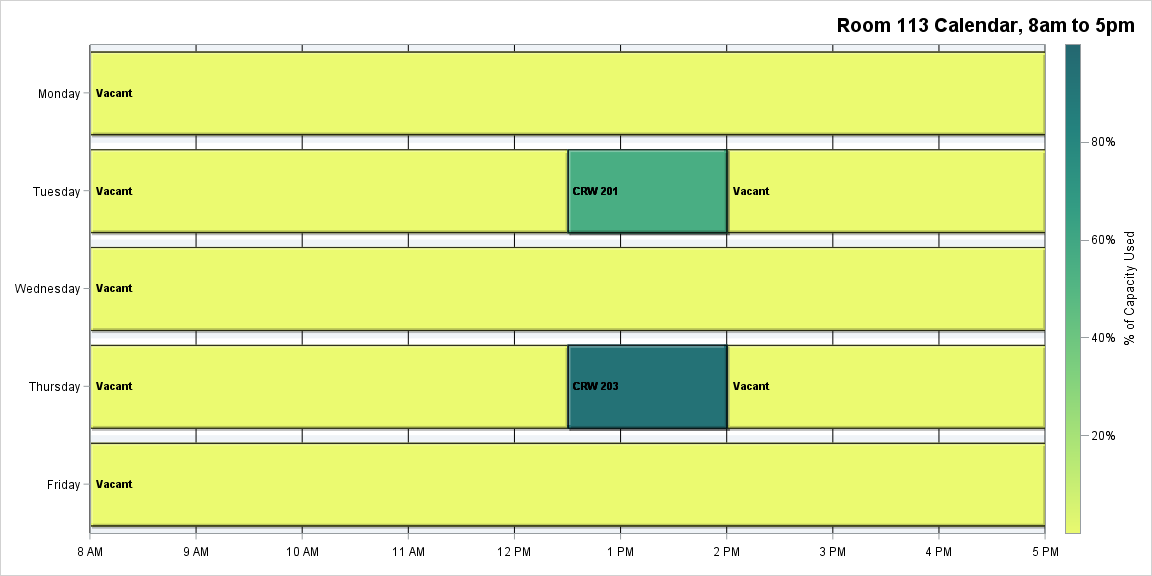 Room 113 Calendar, 8am to 5pm
Monday
Vacant
Tuesday
Vacant
CRW 201
Vacant
Wednesday
Vacant
Thursday
Vacant
CRW 203
Vacant
Friday
Vacant
8 AM
9 AM
10 AM
11 AM
12 PM
1 PM
2 PM
3 PM
4 PM
5 PM
80%
60%
40%
20%
% of Capacity Used